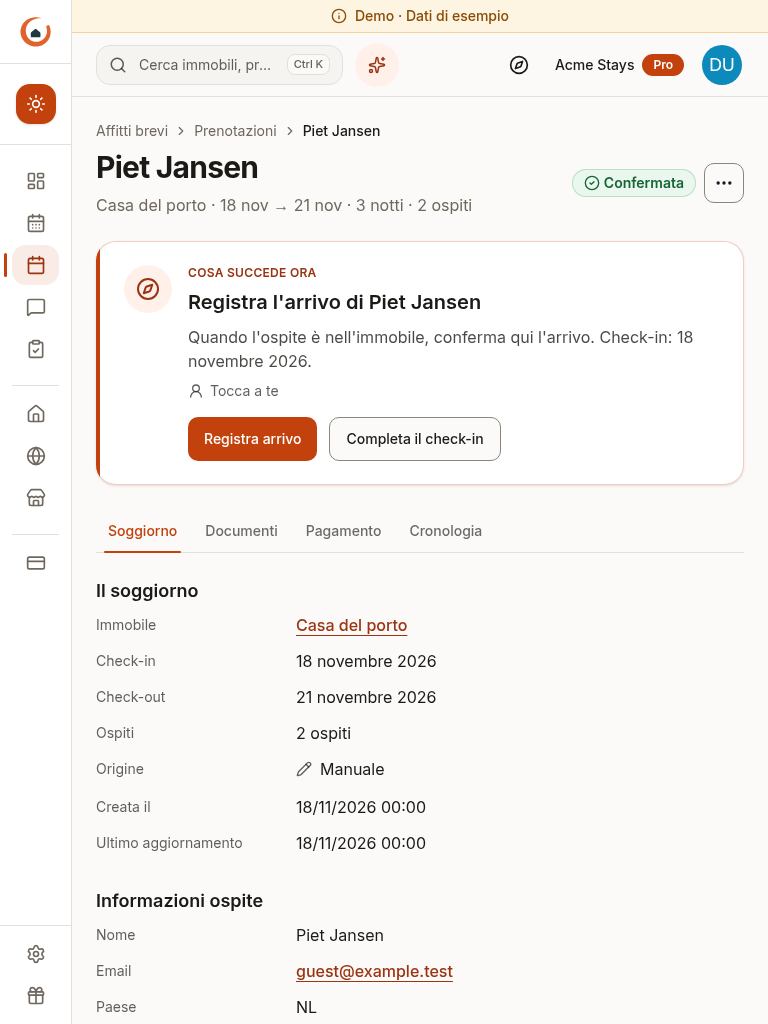 Demo · Dati di esempio
Cerca immobili, pr... Ctrl K
Acme Stays Pro DU
Affitti brevi > Prenotazioni > Piet Jansen
Piet Jansen
Casa del porto · 18 nov → 21 nov · 3 notti · 2 ospiti
Confermata
COSA SUCCEDE ORA
Registra l'arrivo di Piet Jansen
Quando l'ospite è nell'immobile, conferma qui l'arrivo. Check-in: 18
novembre 2026.
Tocca a te
Registra arrivo Completa il check-in
Soggiorno Documenti Pagamento Cronologia
Il soggiorno
Immobile Casa del porto
Check-in 18 novembre 2026
Check-out 21 novembre 2026
Ospiti 2 ospiti
Origine Manuale
Creata il 18/11/2026 00:00
Ultimo aggiornamento 18/11/2026 00:00
Informazioni ospite
Nome Piet Jansen
Email guest@example.test
Paese NL